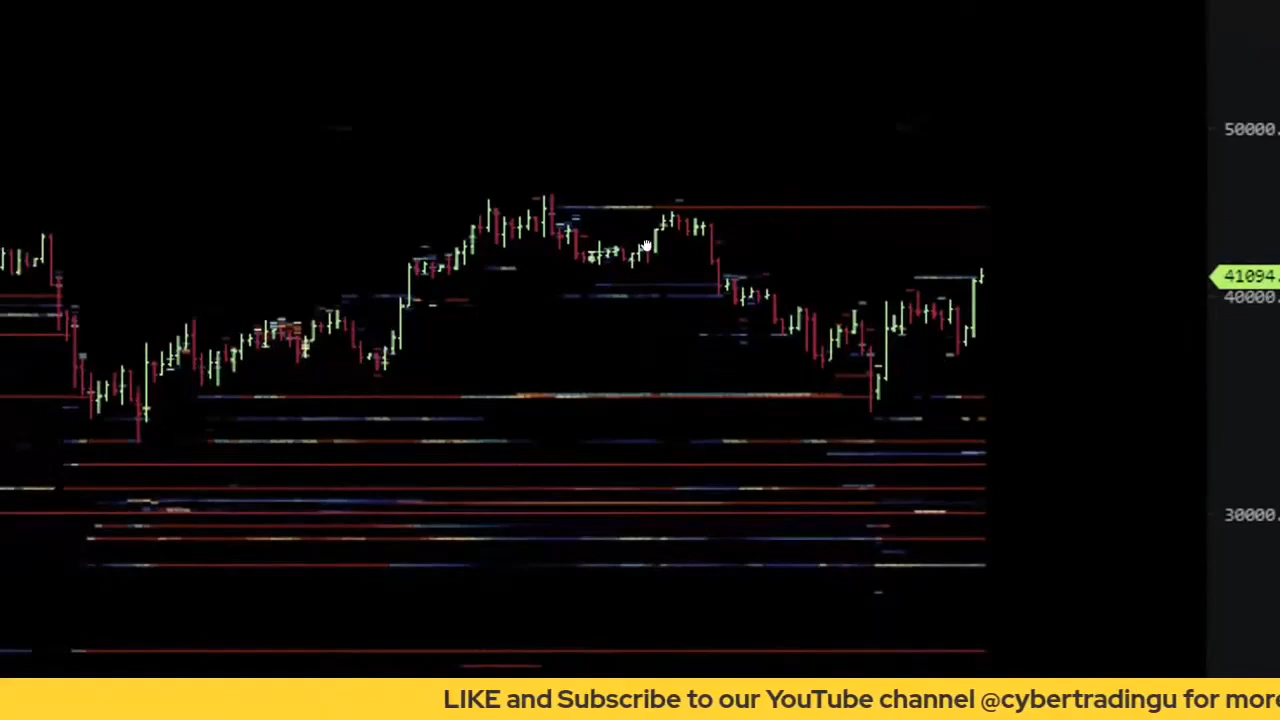 50000.
41094.
40000.
30000.
LIKE and Subscribe to our YouTube channel @cybertradingu for more